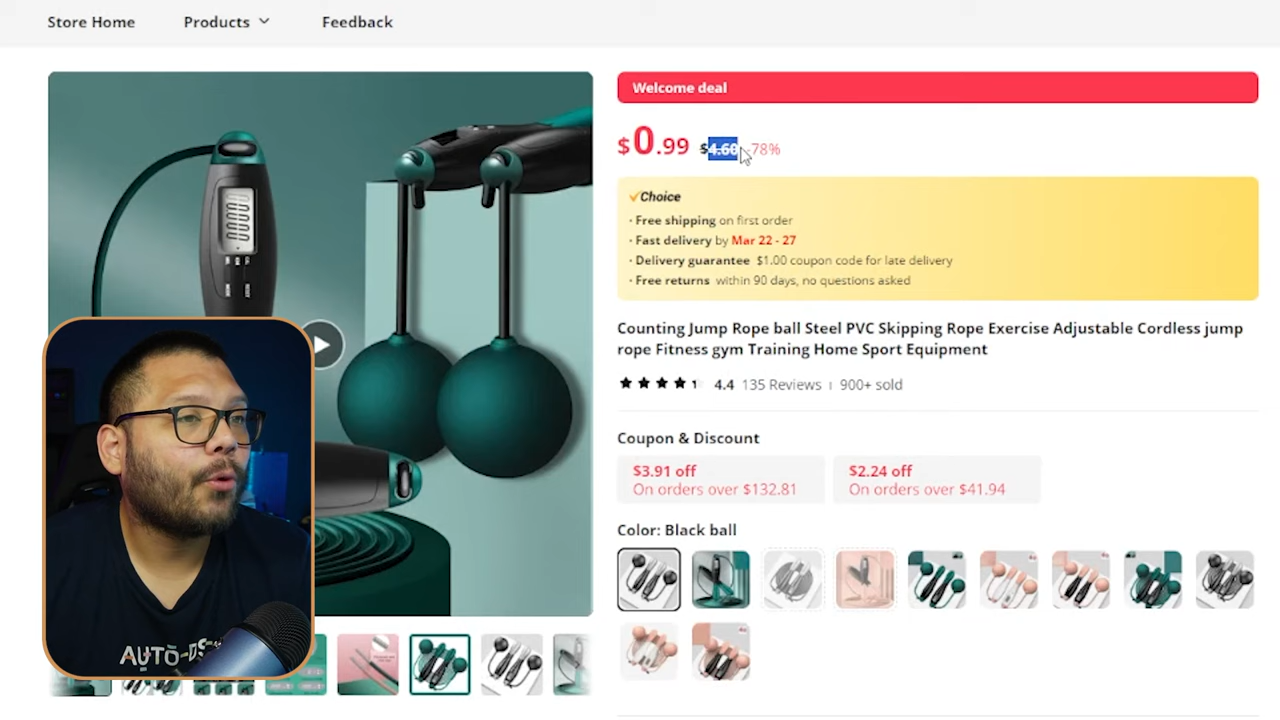 Store Home
Products
Feedback
Welcome deal
$0.99 $4.60 -78%
Choice
· Free shipping on first order
· Fast delivery by Mar 22 - 27
· Delivery guarantee $1.00 coupon code for late delivery
· Free returns within 90 days, no questions asked
Counting Jump Rope ball Steel PVC Skipping Rope Exercise Adjustable Cordless jump
rope Fitness gym Training Home Sport Equipment
4.4 135 Reviews 900+ sold
Coupon & Discount
$3.91 off
On orders over $132.81
$2.24 off
On orders over $41.94
Color: Black ball